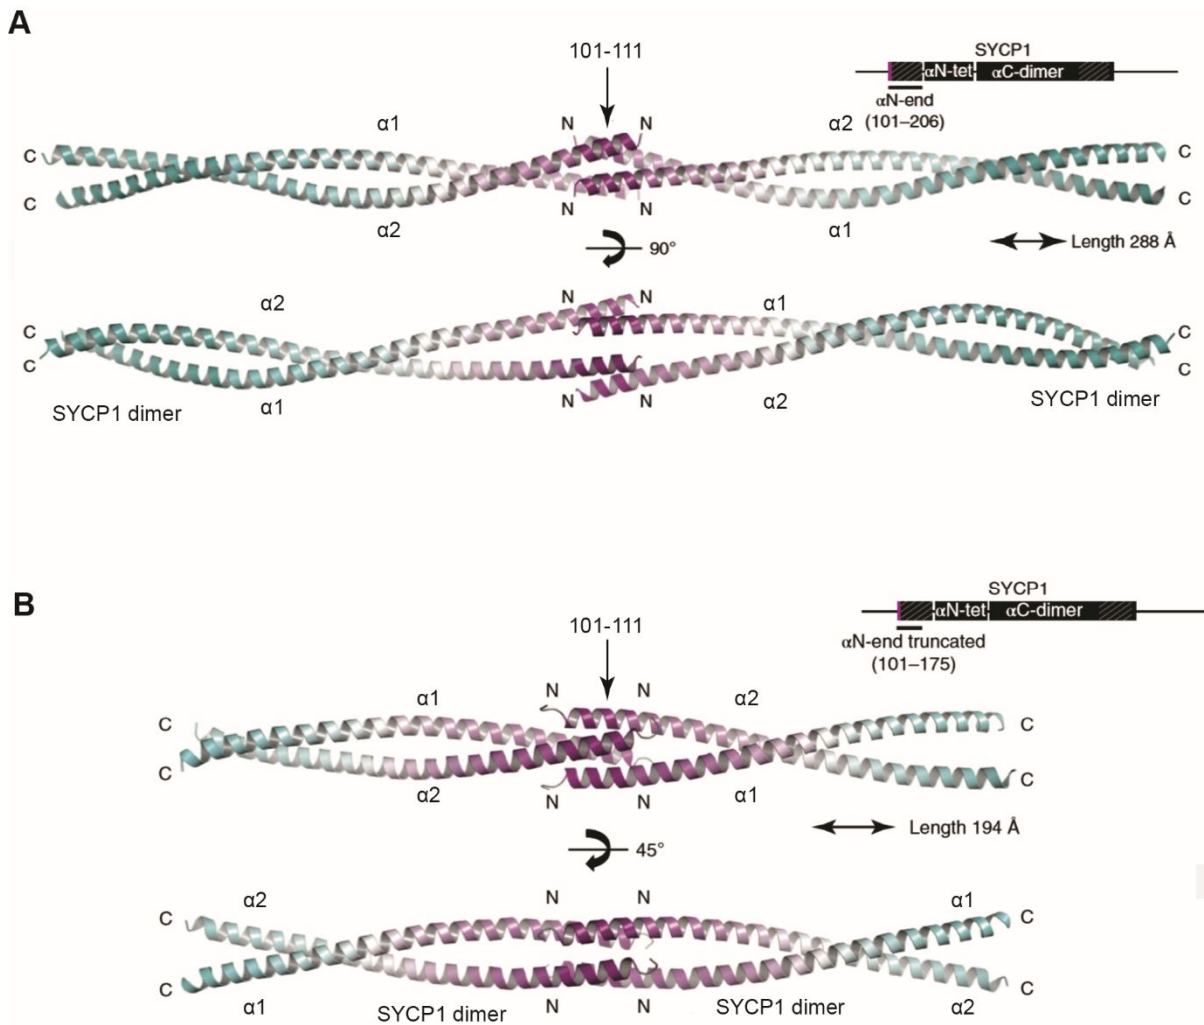 A
101-111
SYCP1
αN-tet αC-dimer
αN-end
(101–206)
α1 N N α2
C C
C C
N N
α2 α1
90° Length 288 Å
α2 N N α1
C C
C C
α1 N N α2
SYCP1 dimer SYCP1 dimer
B
SYCP1
αN-tet αC-dimer
101-111
αN-end truncated
(101–175)
α1 N N α2
C C
C C
α2 N N α1
45° Length 194 Å
α2 N N α1
C C
C C
α1 SYCP1 dimer N N SYCP1 dimer α2